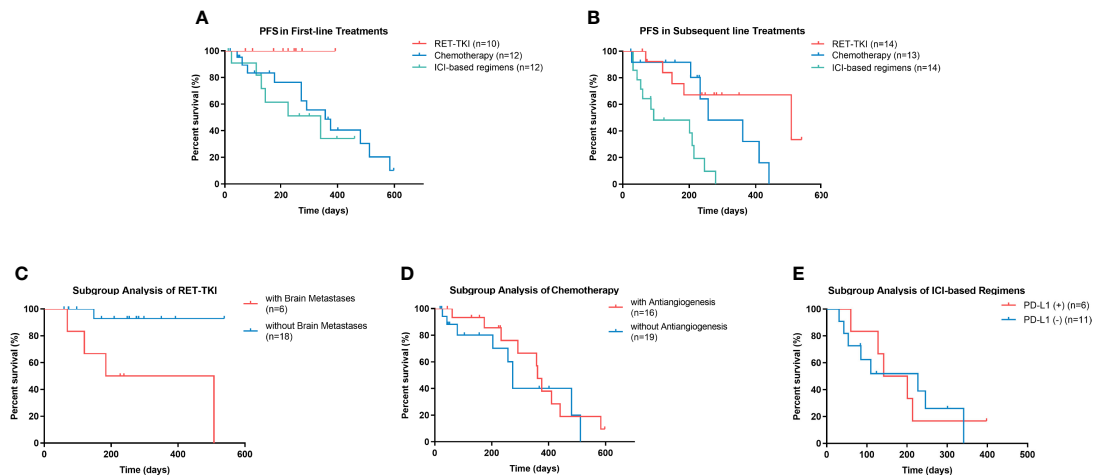 A
PFS in First-line Treatments
Percent survival (%)
100
80
60
40
20
0
0
200
400
600
Time (days)
RET-TKI (n=10)
Chemotherapy (n=12)
ICI-based regimens (n=12)
B
PFS in Subsequent line Treatments
Percent survival (%)
100
80
60
40
20
0
0
200
400
600
Time (days)
RET-TKI (n=14)
Chemotherapy (n=13)
ICI-based regimens (n=14)
C
Subgroup Analysis of RET-TKI
Percent survival (%)
100
80
60
40
20
0
0
200
400
600
Time (days)
with Brain Metastases
(n=6)
without Brain Metastases
(n=18)
D
Subgroup Analysis of Chemotherapy
Percent survival (%)
100
80
60
40
20
0
0
200
400
600
Time (days)
with Antiangiogenesis
(n=16)
without Antiangiogenesis
(n=19)
E
Subgroup Analysis of ICI-based Regimens
Percent survival (%)
100
80
60
40
20
0
0
100
200
300
400
500
Time (days)
PD-L1 (+) (n=6)
PD-L1 (-) (n=11)